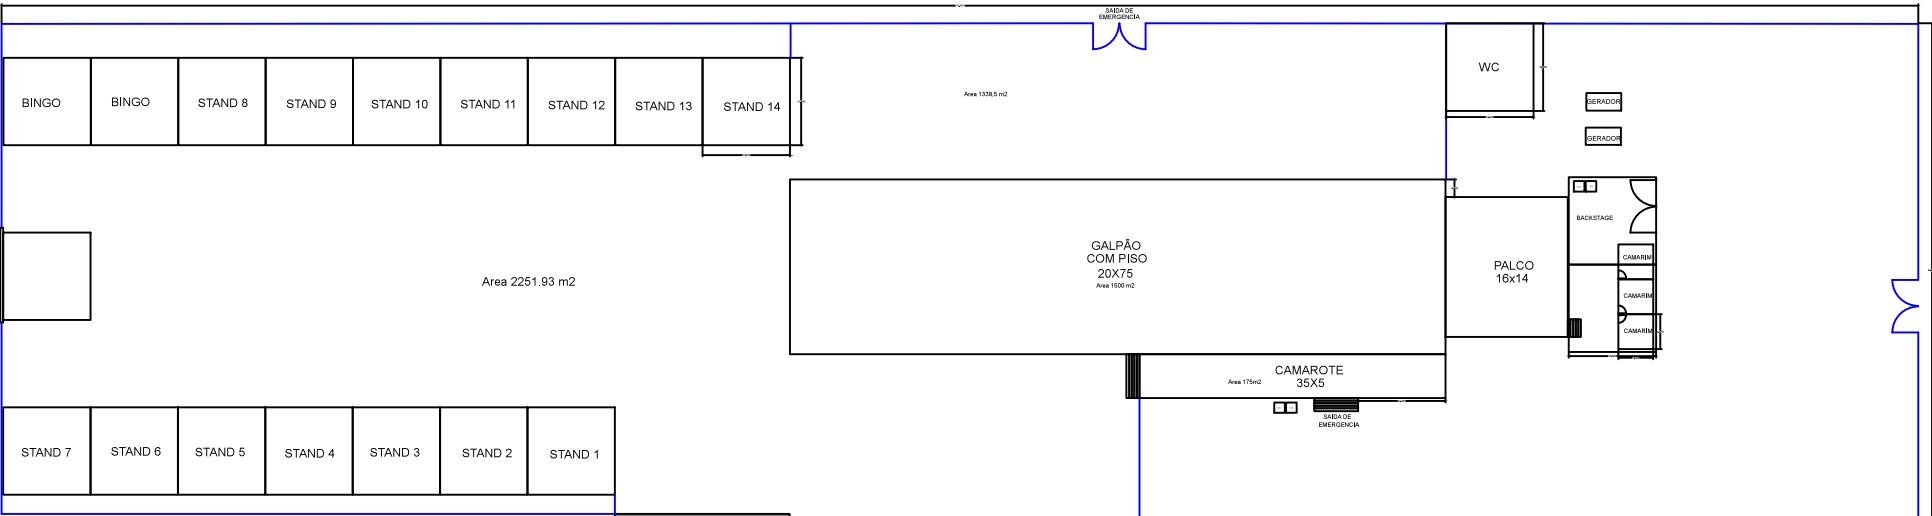 SAIDA DE
EMERGENCIA
BINGO
BINGO
STAND 8
STAND 9
STAND 10
STAND 11
STAND 12
STAND 13
STAND 14
Area 1338,5 m2
WC
GERADOR
GERADOR
BACKSTAGE
GALPÃO
COM PISO
20X75
Area 1500 m2
PALCO
16x14
CAMARIM
CAMARIM
CAMARIM
Area 2251.93 m2
CAMAROTE
35X5
Area 175m2
SAIDA DE
EMERGENCIA
STAND 7
STAND 6
STAND 5
STAND 4
STAND 3
STAND 2
STAND 1